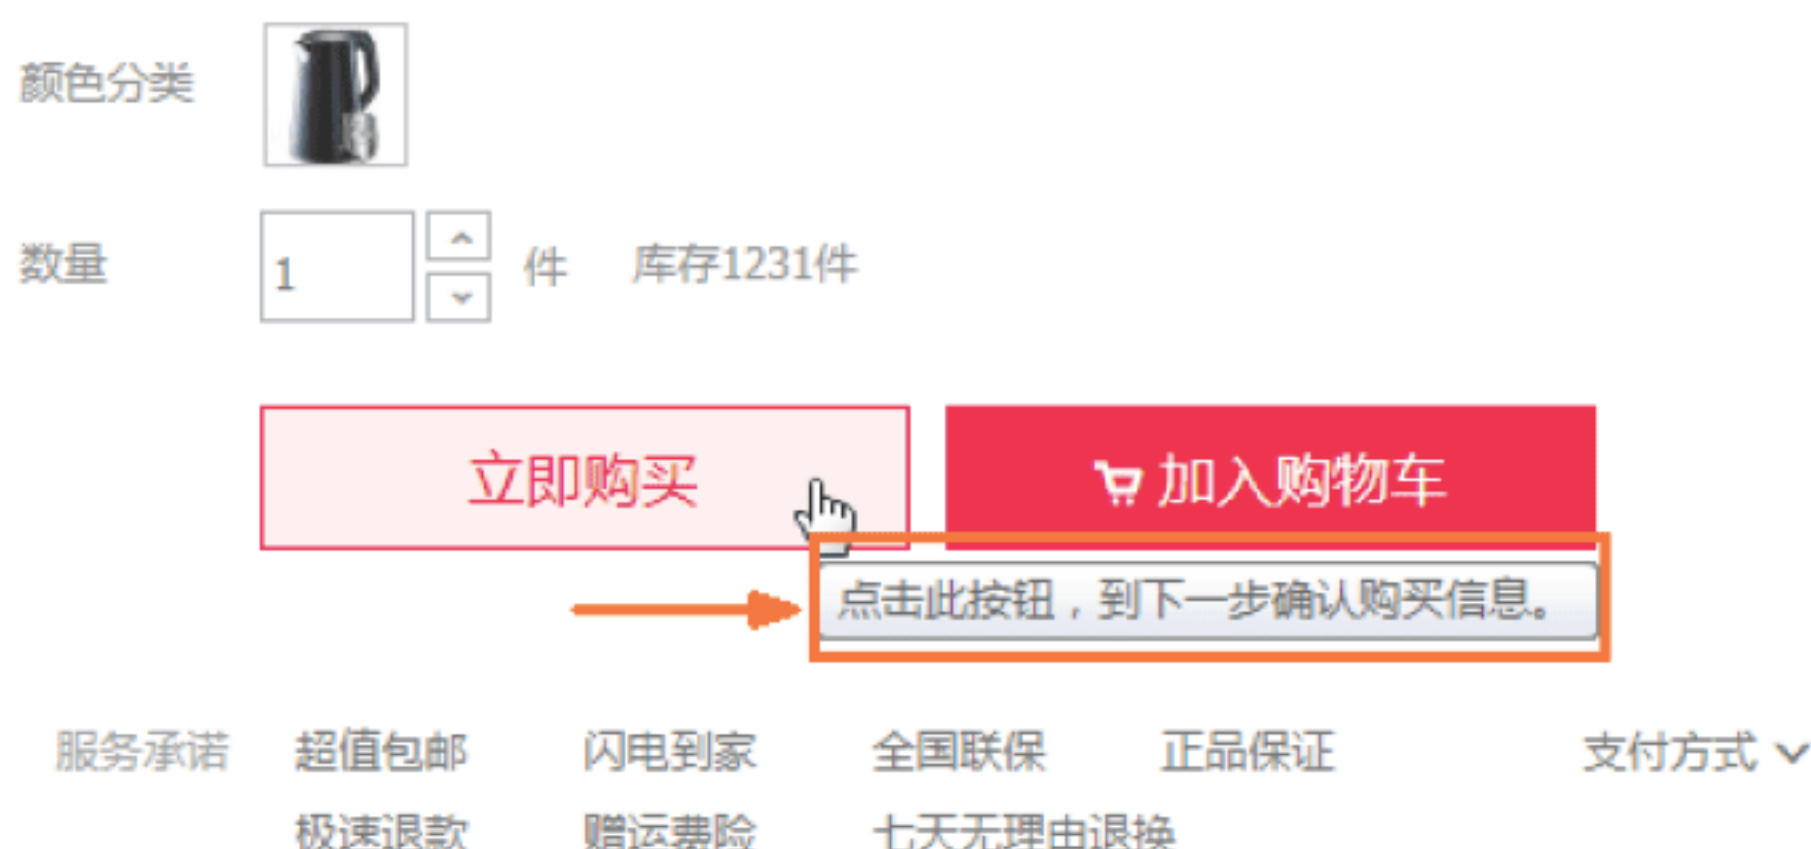 颜色分类
数量 1 件 库存1231件
立即购买 加入购物车
点击此按钮，到下一步确认购买信息。
服务承诺 超值包邮 闪电到家 全国联保 正品保证 支付方式
极速退款 赠运费险 七天无理由退换